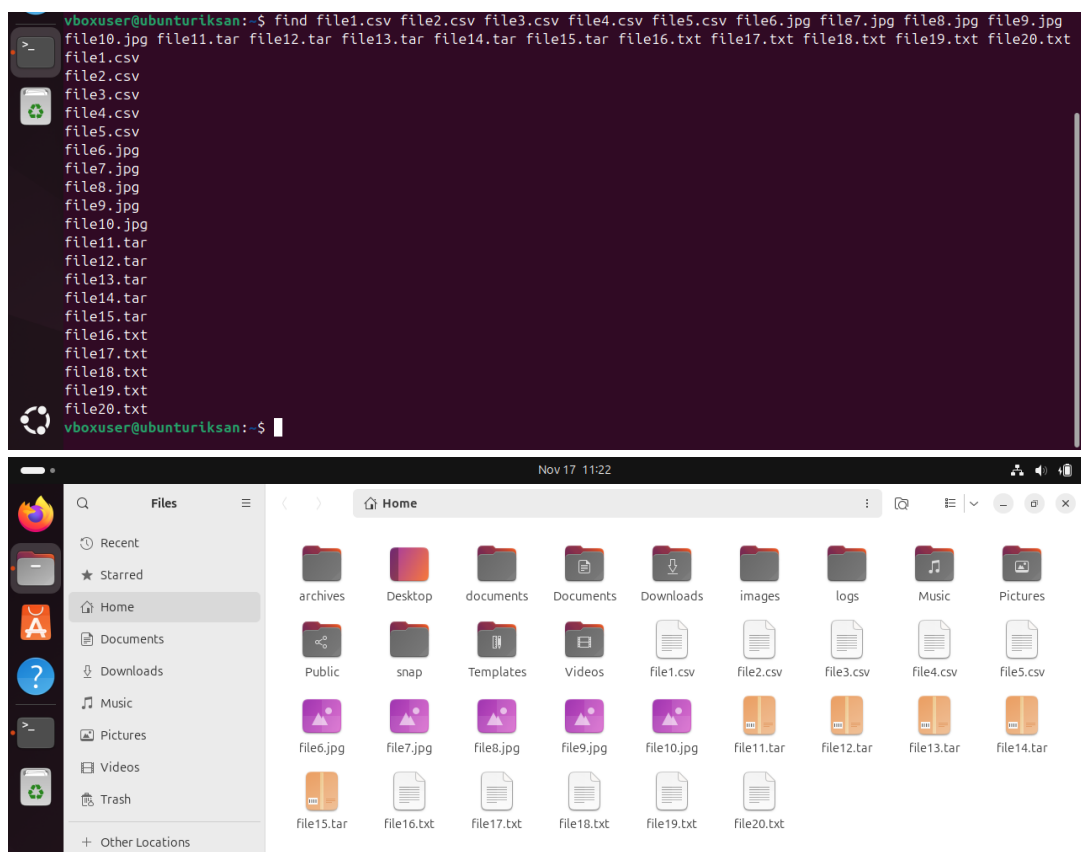 vboxuser@ubunturiksan:~$ find file1.csv file2.csv file3.csv file4.csv file5.csv file6.jpg file7.jpg file8.jpg file9.jpg
file10.jpg file11.tar file12.tar file13.tar file14.tar file15.tar file16.txt file17.txt file18.txt file19.txt file20.txt
file1.csv
file2.csv
file3.csv
file4.csv
file5.csv
file6.jpg
file7.jpg
file8.jpg
file9.jpg
file10.jpg
file11.tar
file12.tar
file13.tar
file14.tar
file15.tar
file16.txt
file17.txt
file18.txt
file19.txt
file20.txt
vboxuser@ubunturiksan:~$
Nov 17 11:22
Files
Home
Recent
Starred
Home
Documents
Downloads
Music
Pictures
Videos
Trash
+ Other Locations
archives Desktop documents Documents Downloads images logs Music Pictures
Public snap Templates Videos file1.csv file2.csv file3.csv file4.csv file5.csv
file6.jpg file7.jpg file8.jpg file9.jpg file10.jpg file11.tar file12.tar file13.tar file14.tar
file15.tar file16.txt file17.txt file18.txt file19.txt file20.txt